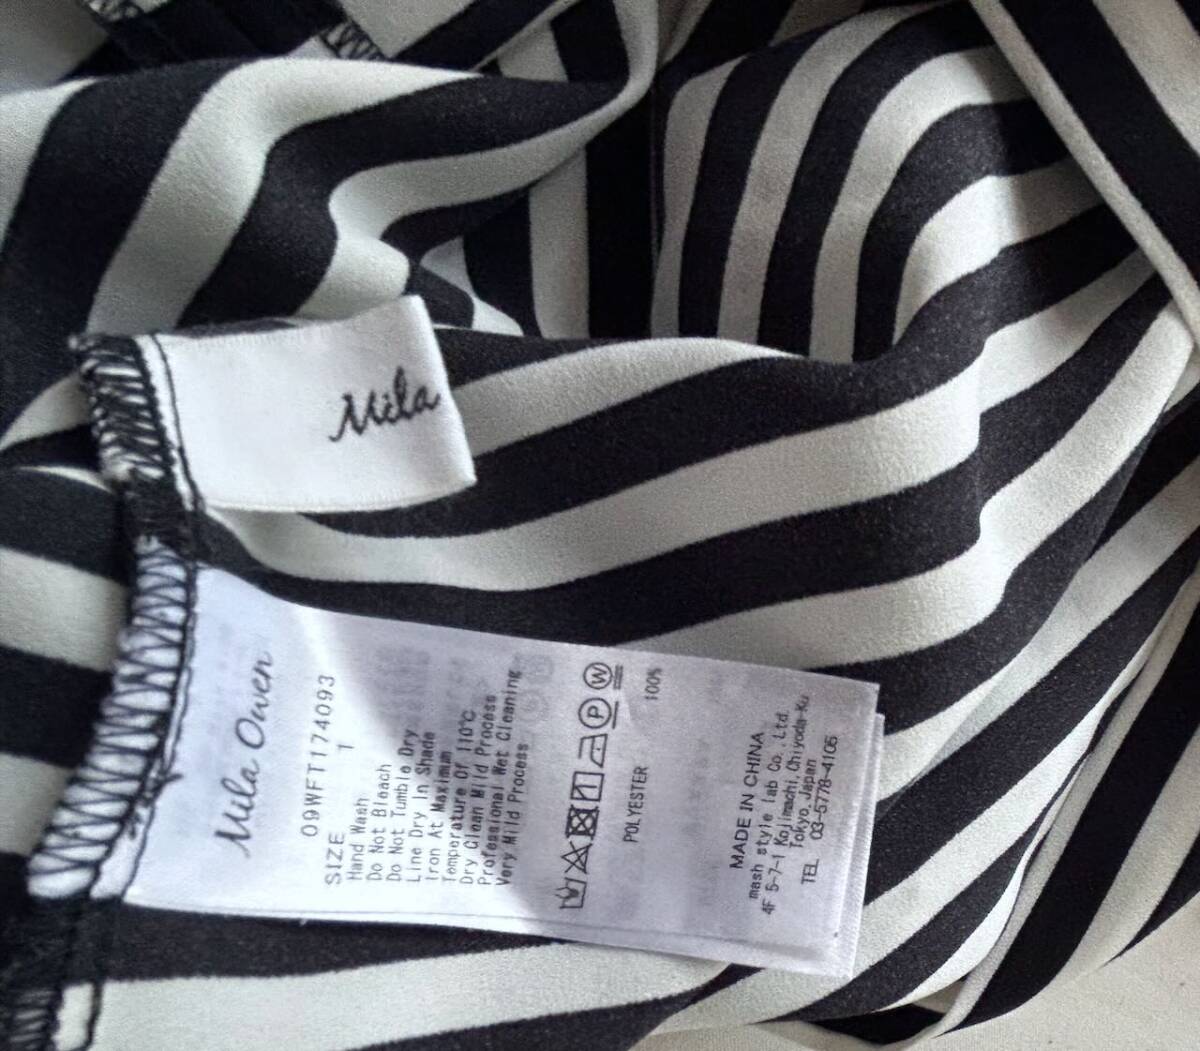 Mila
Mila Owen
09WFT174093
SIZE 1
Hand Wash
Do Not Bleach
Do Not Tumble Dry
Line Dry In Shade
Iron At Maximum
Temperature Of 110℃
Dry Clean Mild Process
Professional Wet Cleaning
Very Mild Process
P W
POLYESTER 100%
MADE IN CHINA
mash style lab Co., Ltd.
4F 5-7-1 Kojimachi, Chiyoda-Ku
Tokyo, Japan
TEL 03-5778-4105